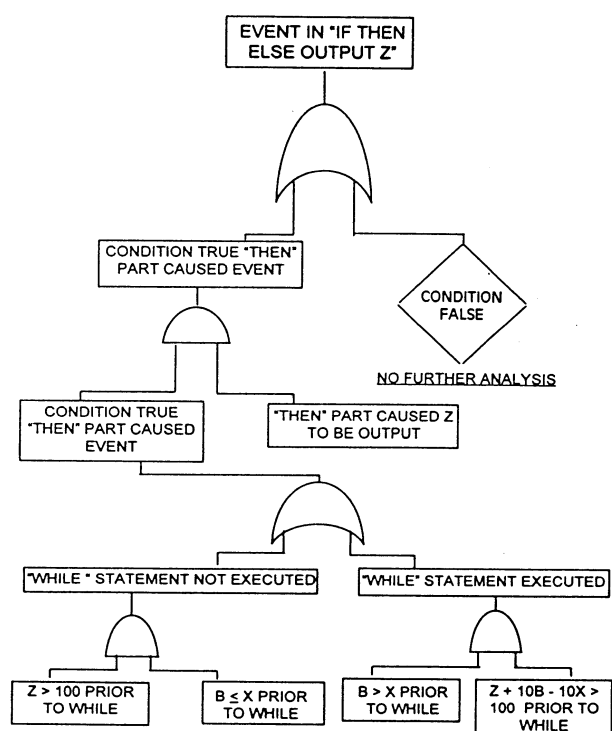 EVENT IN "IF THEN
ELSE OUTPUT Z"
CONDITION TRUE "THEN"
PART CAUSED EVENT
CONDITION
FALSE
NO FURTHER ANALYSIS
CONDITION TRUE
"THEN" PART CAUSED
EVENT
"THEN" PART CAUSED Z
TO BE OUTPUT
"WHILE " STATEMENT NOT EXECUTED
"WHILE" STATEMENT EXECUTED
Z > 100 PRIOR
TO WHILE
B ≤ X PRIOR
TO WHILE
B > X PRIOR
TO WHILE
Z + 10B - 10X >
100 PRIOR TO
WHILE